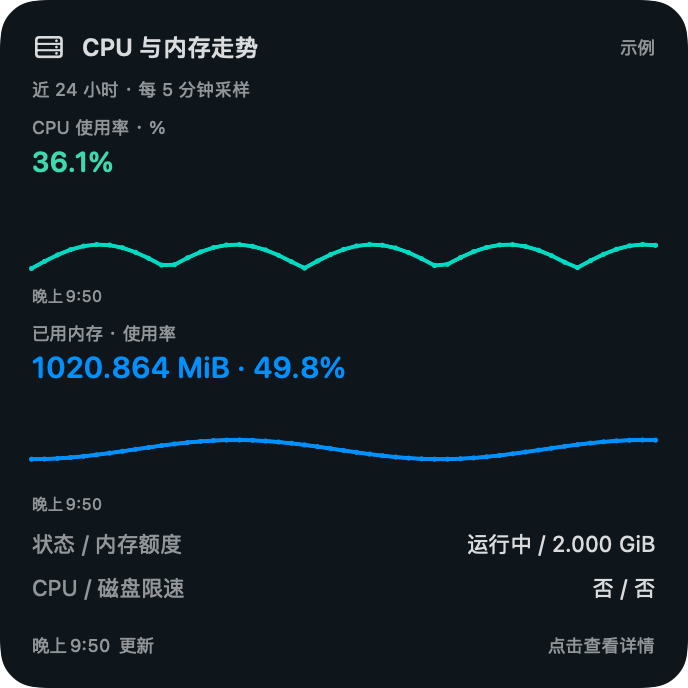 CPU 与内存走势
示例
近 24 小时 · 每 5 分钟采样
CPU 使用率 · %
36.1%
晚上9:50
已用内存 · 使用率
1020.864 MiB · 49.8%
晚上9:50
状态 / 内存额度
运行中 / 2.000 GiB
CPU / 磁盘限速
否 / 否
晚上9:50 更新
点击查看详情